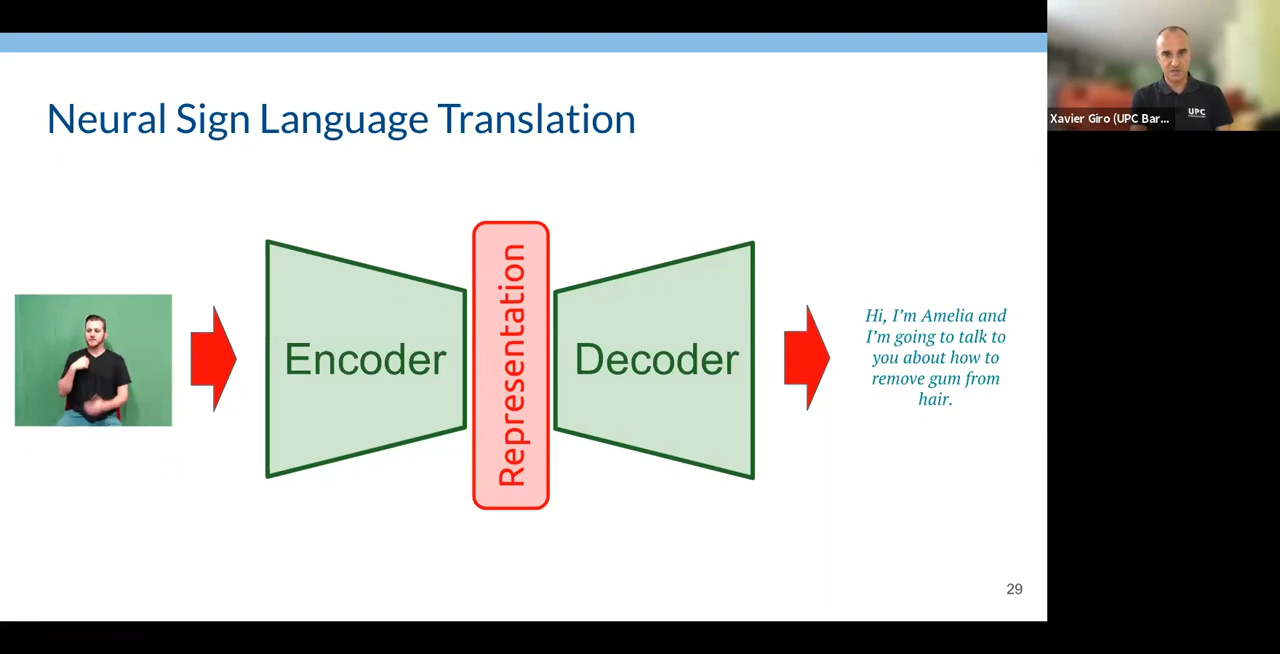 Neural Sign Language Translation
Encoder
Representation
Decoder
Hi, I'm Amelia and
I'm going to talk to
you about how to
remove gum from
hair.
29
UPC
Xavier Giro (UPC Bar...